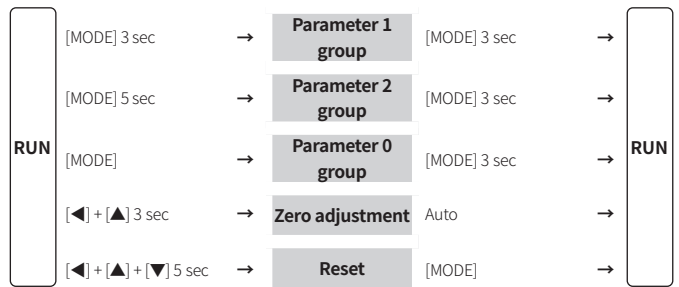 RUN
[MODE] 3 sec → Parameter 1 group [MODE] 3 sec →
[MODE] 5 sec → Parameter 2 group [MODE] 3 sec →
[MODE] → Parameter 0 group [MODE] 3 sec →
[◀] + [▲] 3 sec → Zero adjustment Auto →
[◀] + [▲] + [▼] 5 sec → Reset [MODE] →
RUN